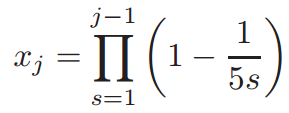 $x_j = \prod_{s=1}^{j-1} \left( 1 - \frac{1}{5s} \right)$